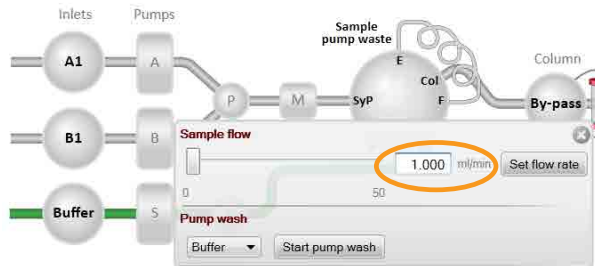 Inlets Pumps
Sample
pump waste
Column
E
A1 A
Col
P M SyP F By-pass
B1 B
Sample flow
1.000 ml/min Set flow rate
0 50
Buffer S
Pump wash
Buffer Start pump wash